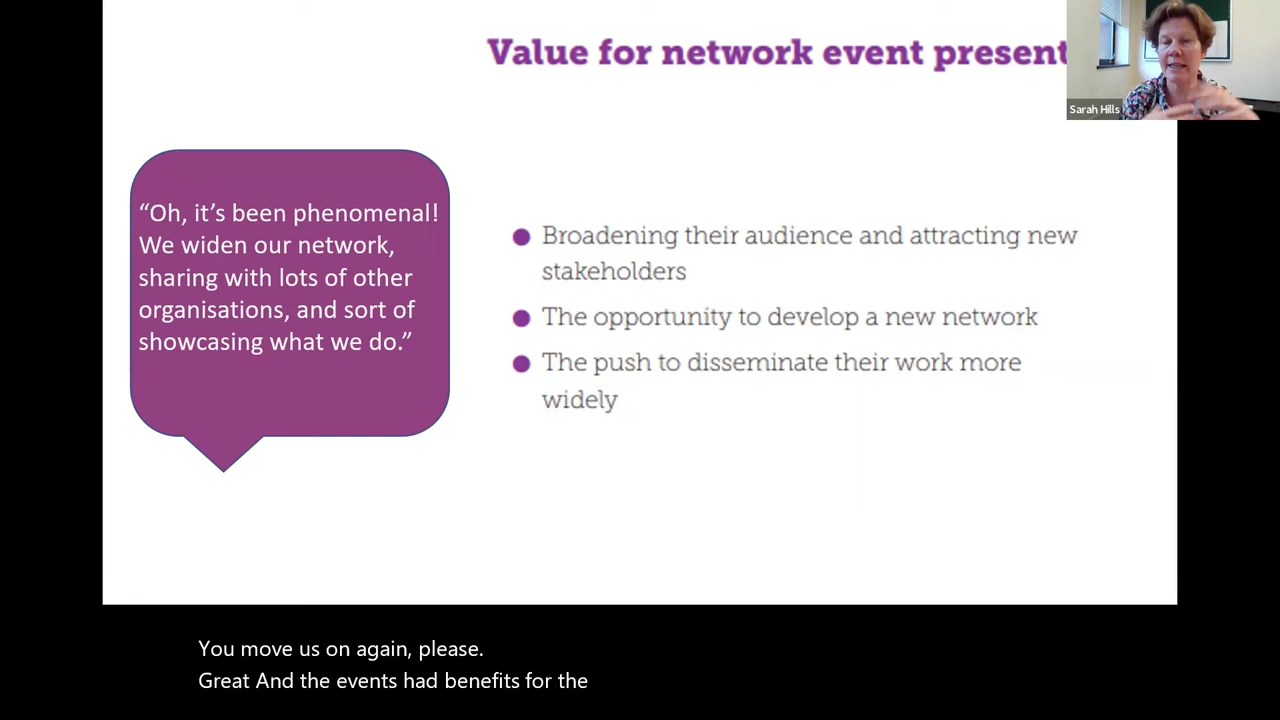 Value for network event present
Sarah Hills
“Oh, it’s been phenomenal!
We widen our network,
sharing with lots of other
organisations, and sort of
showcasing what we do.”
Broadening their audience and attracting new
stakeholders
The opportunity to develop a new network
The push to disseminate their work more
widely
You move us on again, please.
Great And the events had benefits for the